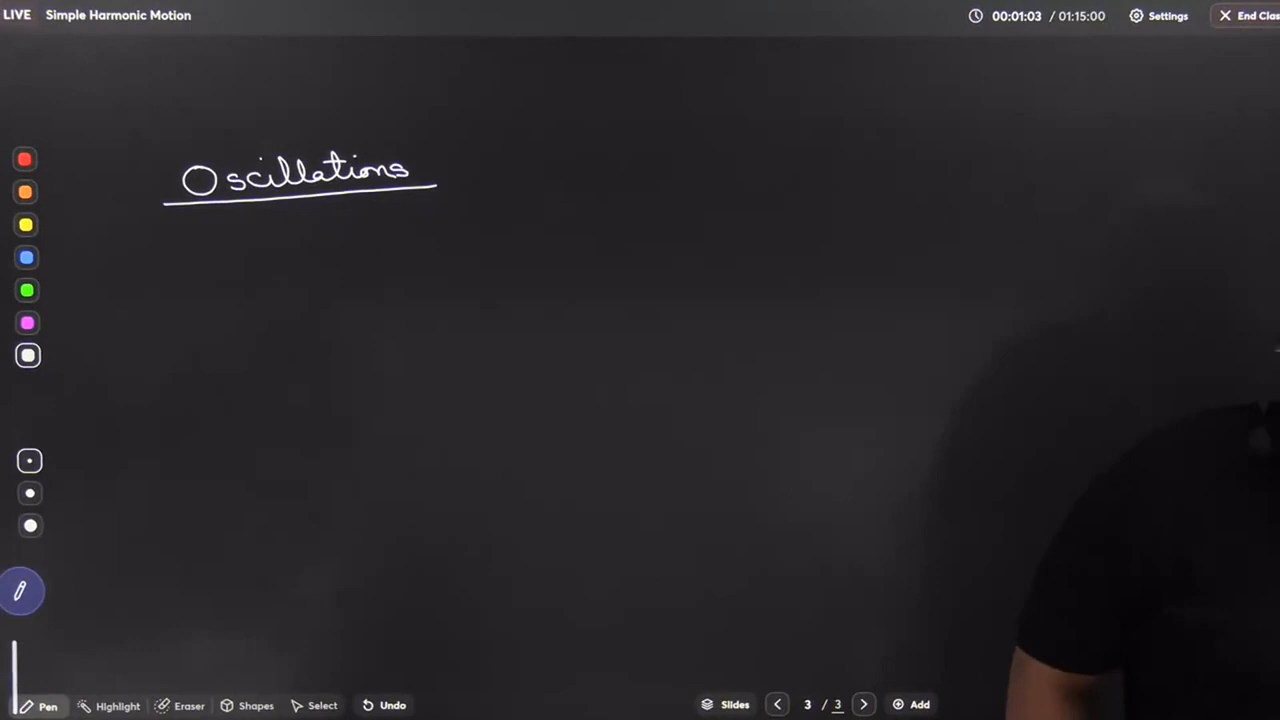 LIVE Simple Harmonic Motion 00:01:03 / 01:15:00 Settings End Clas
Oscillations
Pen Highlight Eraser Shapes Select Undo Slides 3 / 3 Add